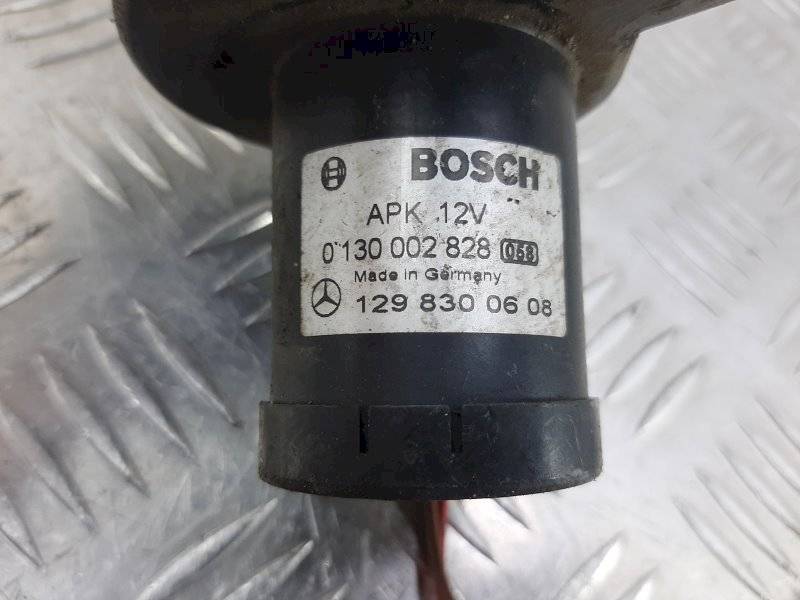 BOSCH
APK 12V
0 130 002 828 058
Made in Germany
129 830 06 08